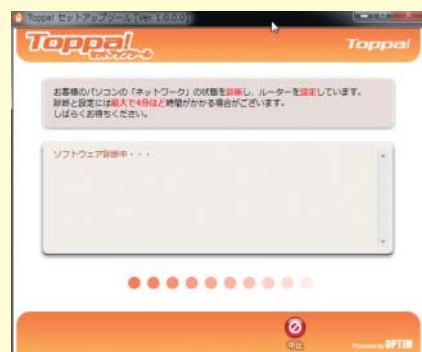 Toppa! セットアップツール [Ver. 1.0.0.0]
Toppa!
Toppa!
お客様のパソコンの「ネットワーク」の状態を診断し、ルーターを設定しています。
診断と設定には最大で4分ほど時間がかかる場合がございます。
しばらくお待ちください。
ソフトウェア診断中・・・
中止
Powered by OPTiM